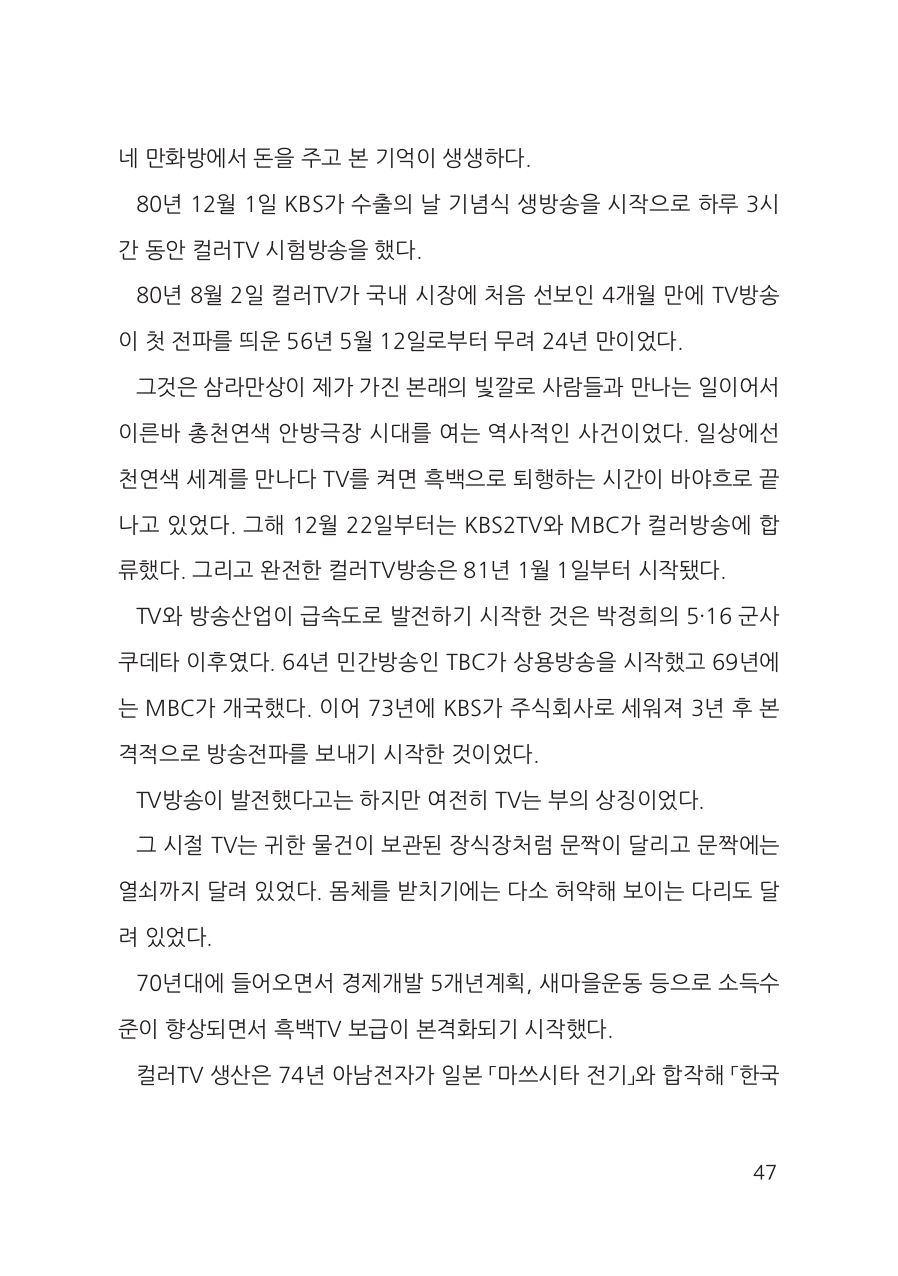 네 만화방에서 돈을 주고 본 기억이 생생하다.
80년 12월 1일 KBS가 수출의 날 기념식 생방송을 시작으로 하루 3시
간 동안 컬러TV 시험방송을 했다.
80년 8월 2일 컬러TV가 국내 시장에 처음 선보인 4개월 만에 TV방송
이 첫 전파를 띄운 56년 5월 12일로부터 무려 24년 만이었다.
그것은 삼라만상이 제가 가진 본래의 빛깔로 사람들과 만나는 일이어서
이른바 총천연색 안방극장 시대를 여는 역사적인 사건이었다. 일상에선
천연색 세계를 만나다 TV를 켜면 흑백으로 퇴행하는 시간이 바야흐로 끝
나고 있었다. 그해 12월 22일부터는 KBS2TV와 MBC가 컬러방송에 합
류했다. 그리고 완전한 컬러TV방송은 81년 1월 1일부터 시작됐다.
TV와 방송산업이 급속도로 발전하기 시작한 것은 박정희의 5·16 군사
쿠데타 이후였다. 64년 민간방송인 TBC가 상용방송을 시작했고 69년에
는 MBC가 개국했다. 이어 73년에 KBS가 주식회사로 세워져 3년 후 본
격적으로 방송전파를 보내기 시작한 것이었다.
TV방송이 발전했다고는 하지만 여전히 TV는 부의 상징이었다.
그 시절 TV는 귀한 물건이 보관된 장식장처럼 문짝이 달리고 문짝에는
열쇠까지 달려 있었다. 몸체를 받치기에는 다소 허약해 보이는 다리도 달
려 있었다.
70년대에 들어오면서 경제개발 5개년계획, 새마을운동 등으로 소득수
준이 향상되면서 흑백TV 보급이 본격화되기 시작했다.
컬러TV 생산은 74년 아남전자가 일본 「마쓰시타 전기」와 합작해 「한국
47